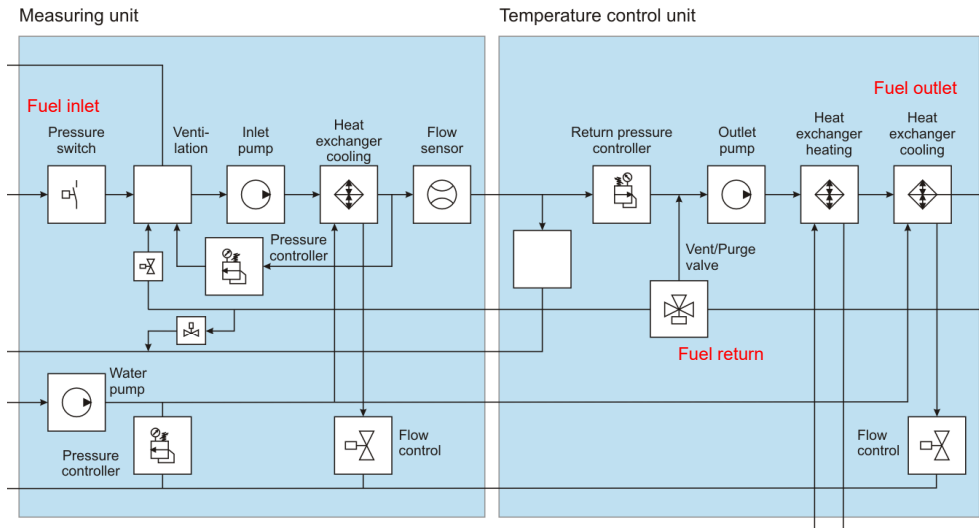 Measuring unit
Temperature control unit
Fuel inlet
Fuel outlet
Pressure
switch
Venti-
lation
Inlet
pump
Heat
exchanger
cooling
Flow
sensor
Return pressure
controller
Outlet
pump
Heat
exchanger
heating
Heat
exchanger
cooling
Pressure
controller
Vent/Purge
valve
Fuel return
Water
pump
Pressure
controller
Flow
control
Flow
control